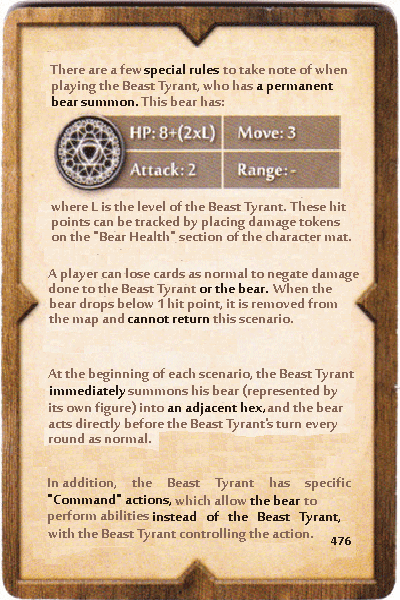 There are a few special rules to take note of when
playing the Beast Tyrant, who has a permanent
bear summon. This bear has:
HP: 8+(2xL) Move: 3
Attack: 2 Range: -
where L is the level of the Beast Tyrant. These hit
points can be tracked by placing damage tokens
on the "Bear Health" section of the character mat.
A player can lose cards as normal to negate damage
done to the Beast Tyrant or the bear. When the
bear drops below 1 hit point, it is removed from
the map and cannot return this scenario.
At the beginning of each scenario, the Beast Tyrant
immediately summons his bear (represented by
its own figure) into an adjacent hex, and the bear
acts directly before the Beast Tyrant's turn every
round as normal.
In addition, the Beast Tyrant has specific
"Command" actions, which allow the bear to
perform abilities instead of the Beast Tyrant,
with the Beast Tyrant controlling the action.
476